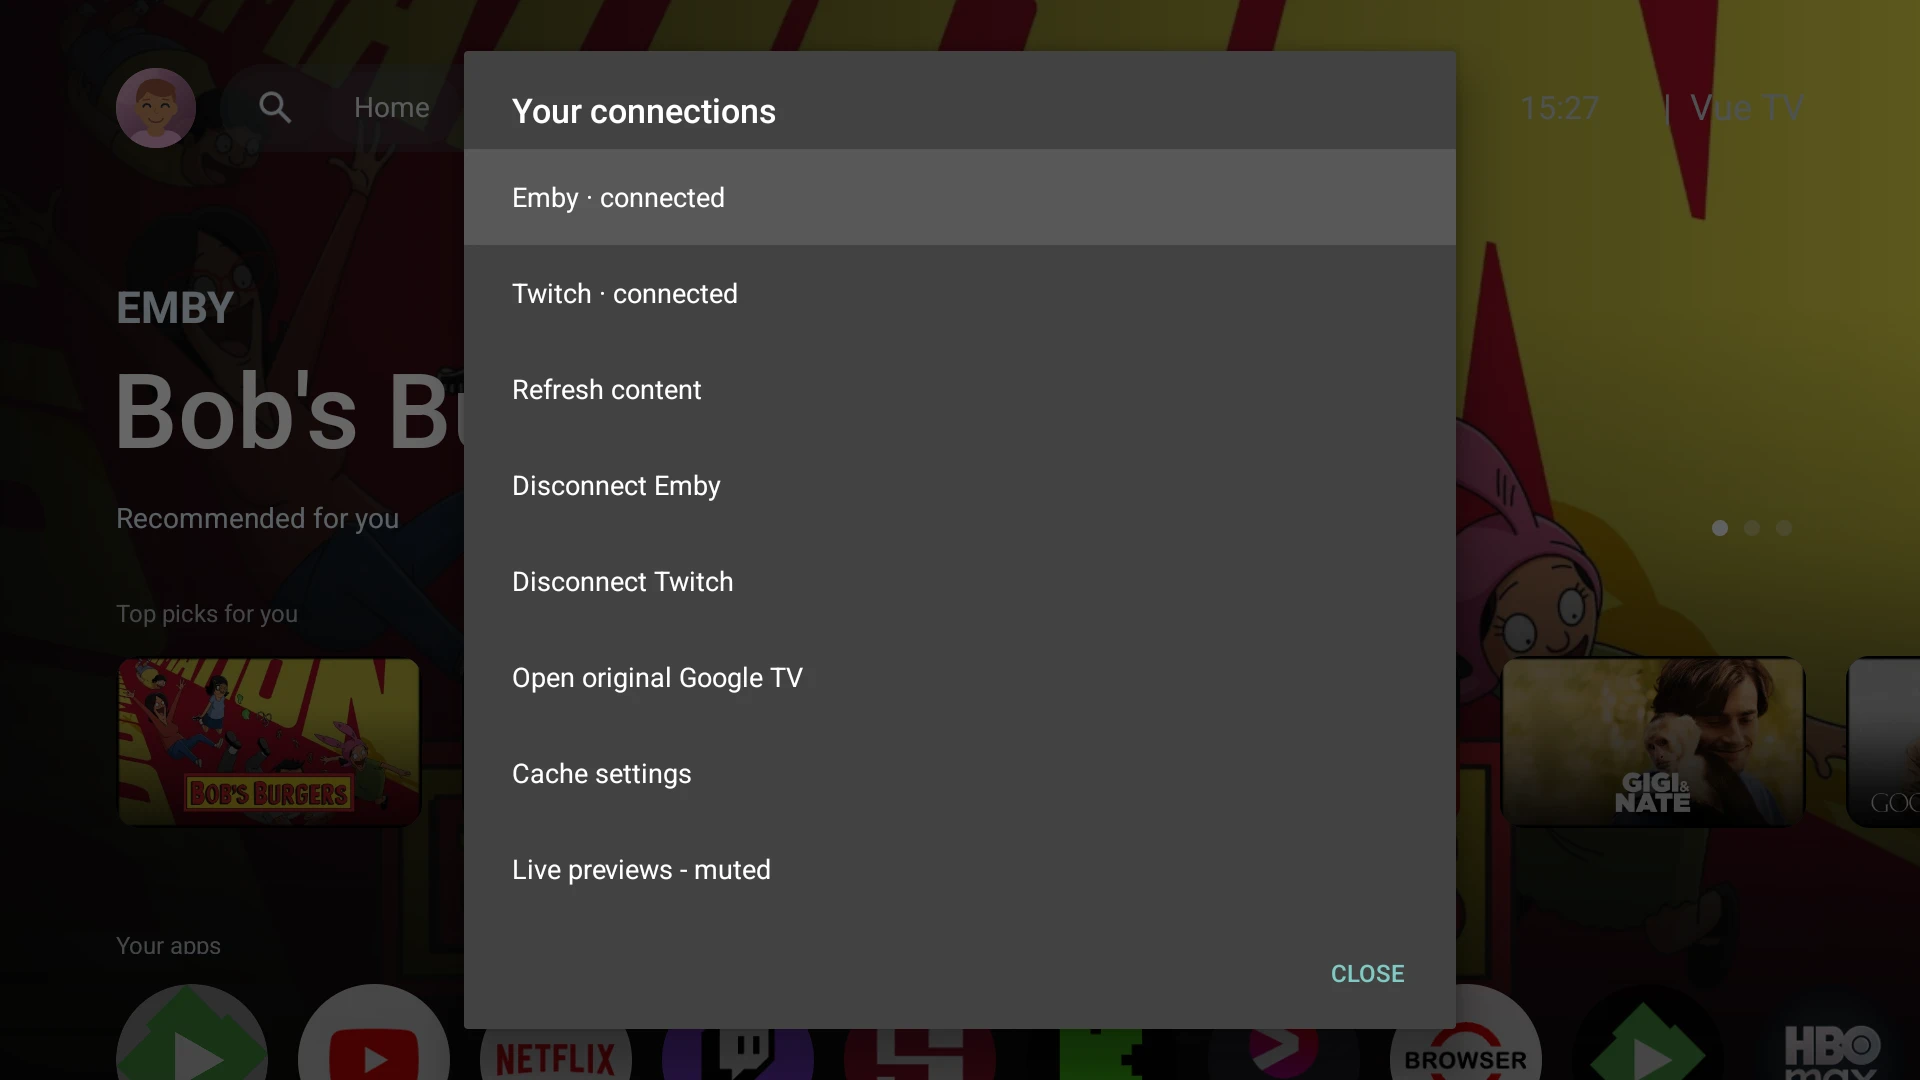 Home
15:27
| Vue TV
Your connections
Emby · connected
Twitch · connected
Refresh content
Disconnect Emby
Disconnect Twitch
Open original Google TV
Cache settings
Live previews - muted
CLOSE
EMBY
Bob's Bu
Recommended for you
Top picks for you
BOB'S BURGERS
GIGI &
NATE
GOO
Your apps
NETFLIX
BROWSER
HBO
max